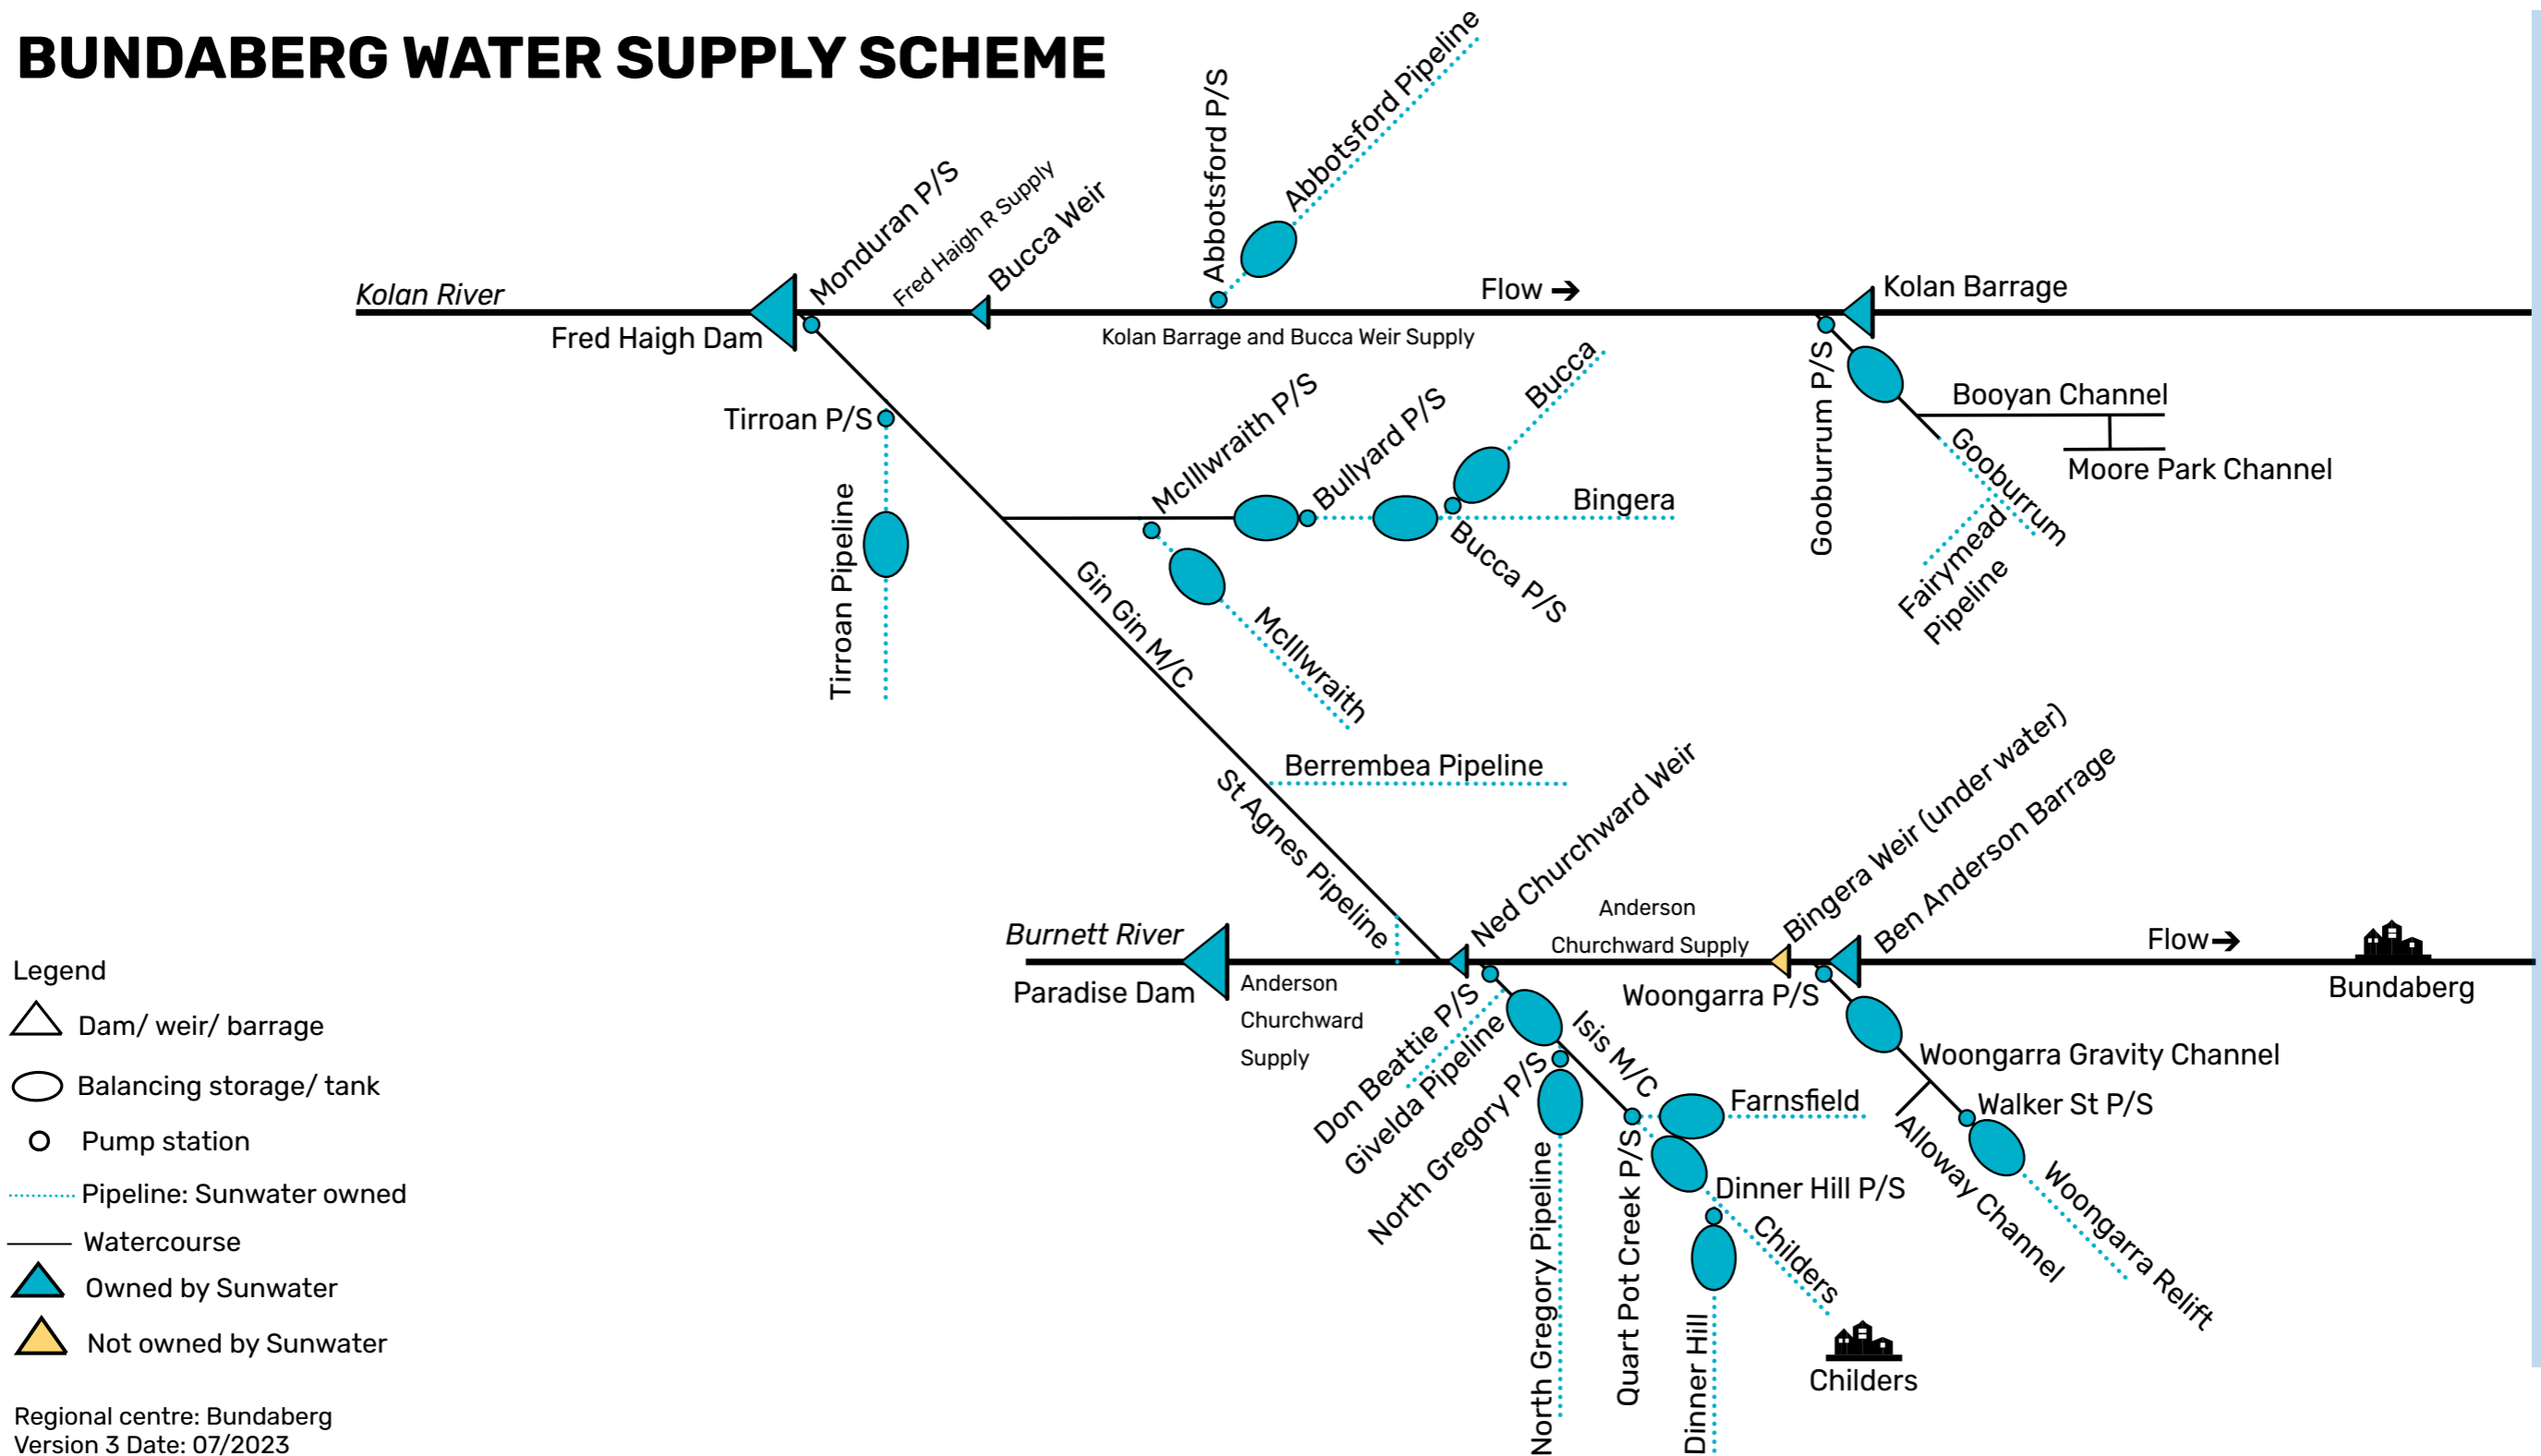 BUNDABERG WATER SUPPLY SCHEME
Abbotsford P/S
Abbotsford Pipeline
Monduran P/S
Fred Haigh R Supply
Bucca Weir
Kolan River
Fred Haigh Dam
Flow
Kolan Barrage
Kolan Barrage and Bucca Weir Supply
Tirroan P/S
Tirroan Pipeline
McIllwraith P/S
Bullyard P/S
Bucca
Bingera
Bucca P/S
McIllwraith
Gooburrum P/S
Booyan Channel
Moore Park Channel
Gooburrum
Fairymead
Pipeline
Gin Gin M/C
Berrembea Pipeline
St Agnes Pipeline
Ned Churchward Weir
Bingera Weir (under water)
Ben Anderson Barrage
Burnett River
Paradise Dam
Anderson
Churchward
Supply
Anderson
Churchward Supply
Flow
Bundaberg
Don Beattie P/S
Givelda Pipeline
North Gregory P/S
North Gregory Pipeline
Isis M/C
Quart Pot Creek P/S
Farnsfield
Dinner Hill P/S
Dinner Hill
Childers
Childers
Woongarra P/S
Woongarra Gravity Channel
Walker St P/S
Alloway Channel
Woongarra Relift
Legend
Dam/ weir/ barrage
Balancing storage/ tank
Pump station
Pipeline: Sunwater owned
Watercourse
Owned by Sunwater
Not owned by Sunwater
Regional centre: Bundaberg
Version 3 Date: 07/2023